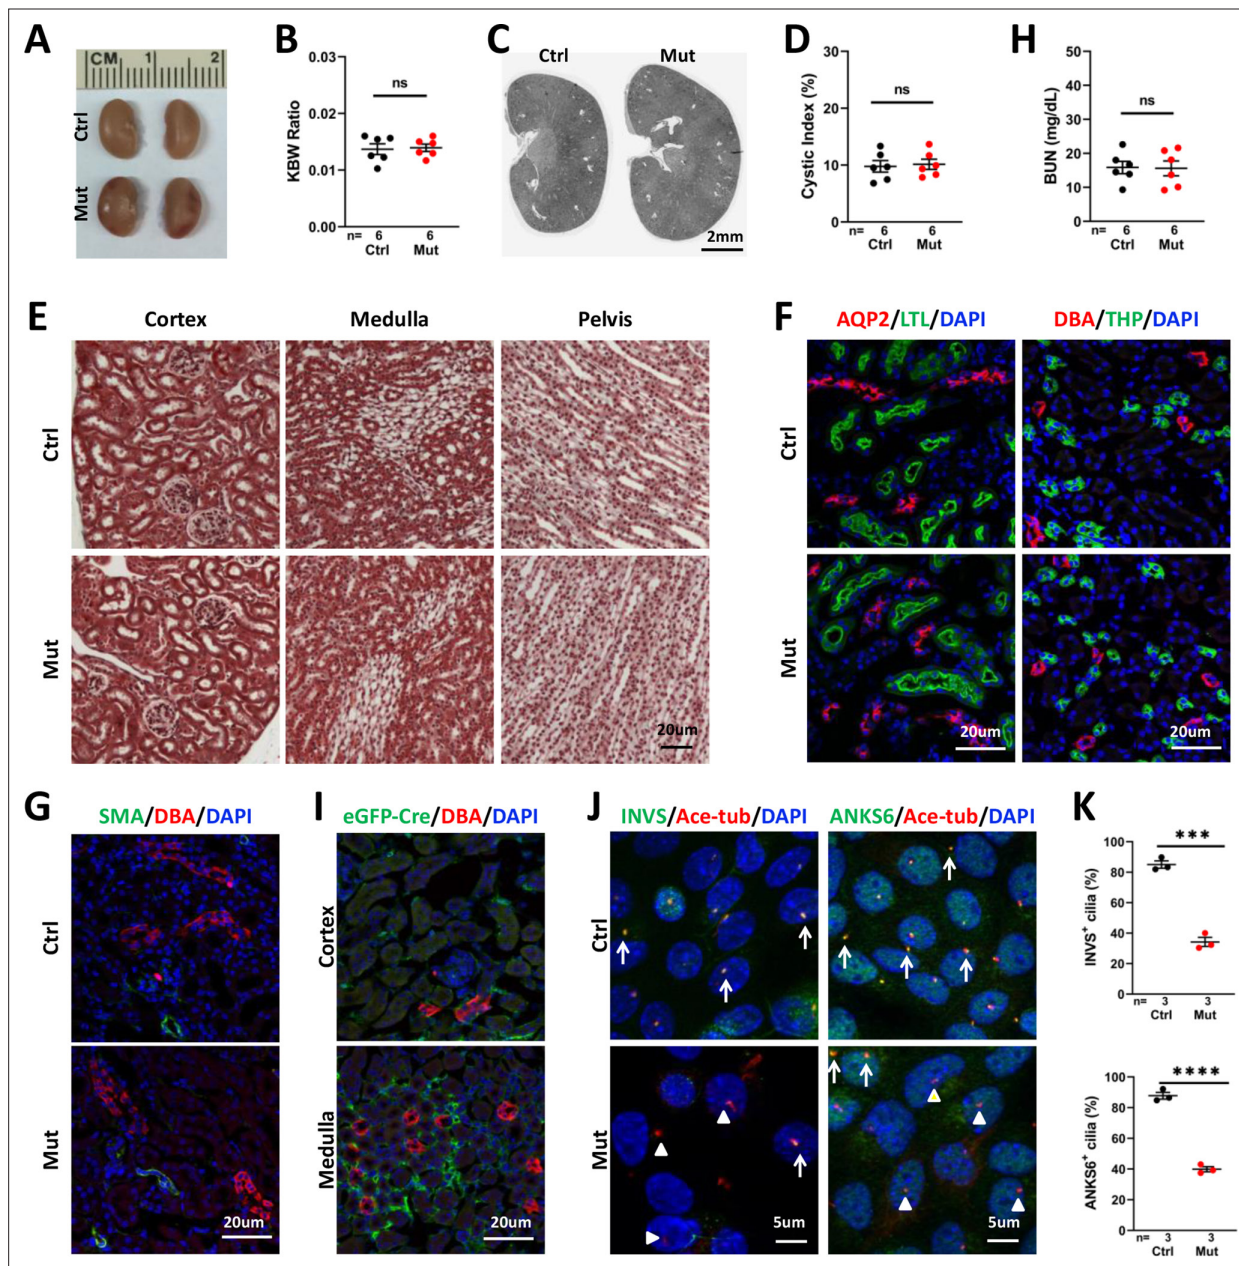 A
CM 1 2
Ctrl
Mut
B
0.03
0.02
0.01
0.00
KBW Ratio
ns
n= 6 6
Ctrl Mut
C
Ctrl Mut
2mm
D
30
20
10
0
Cystic Index (%)
ns
n= 6 6
Ctrl Mut
H
50
40
30
20
10
0
BUN (mg/dL)
ns
n= 6 6
Ctrl Mut
E
Cortex Medulla Pelvis
Ctrl
Mut
20um
F
AQP2/LTL/DAPI DBA/THP/DAPI
Ctrl
Mut
20um 20um
G
SMA/DBA/DAPI
Ctrl
Mut
20um
I
eGFP-Cre/DBA/DAPI
Cortex
Medulla
20um
J
INVS/Ace-tub/DAPI ANKS6/Ace-tub/DAPI
Ctrl
Mut
5um 5um
K
***
100
80
60
40
20
0
INVS+ cilia (%)
n= 3 3
Ctrl Mut
****
100
80
60
40
20
0
ANKS6+ cilia (%)
n= 3 3
Ctrl Mut